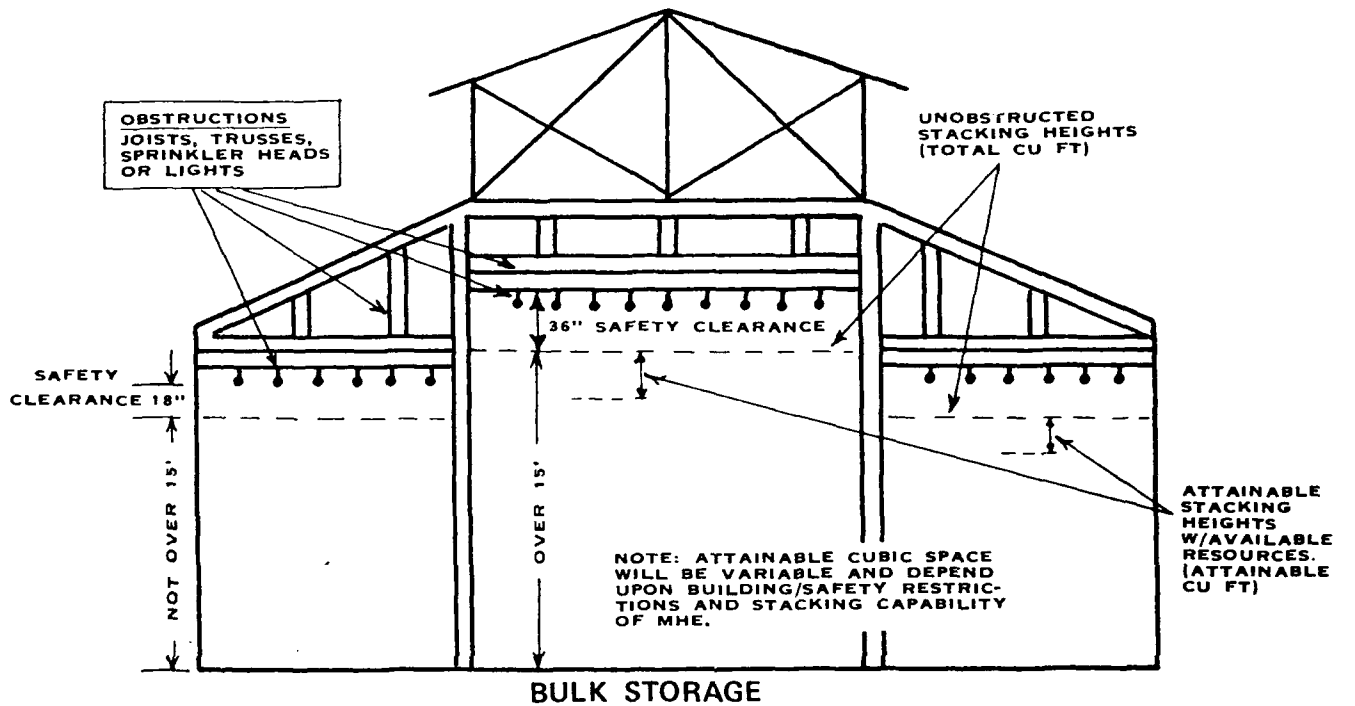 OBSTRUCTIONS
JOISTS, TRUSSES,
SPRINKLER HEADS
OR LIGHTS
UNOBSTRUCTED
STACKING HEIGHTS
(TOTAL CU FT)
36" SAFETY CLEARANCE
SAFETY
CLEARANCE 18"
NOT OVER 15'
OVER 15'
ATTAINABLE
STACKING
HEIGHTS
W/AVAILABLE
RESOURCES.
(ATTAINABLE
CU FT)
NOTE: ATTAINABLE CUBIC SPACE
WILL BE VARIABLE AND DEPEND
UPON BUILDING/SAFETY RESTRIC-
TIONS AND STACKING CAPABILITY
OF MHE.
BULK STORAGE